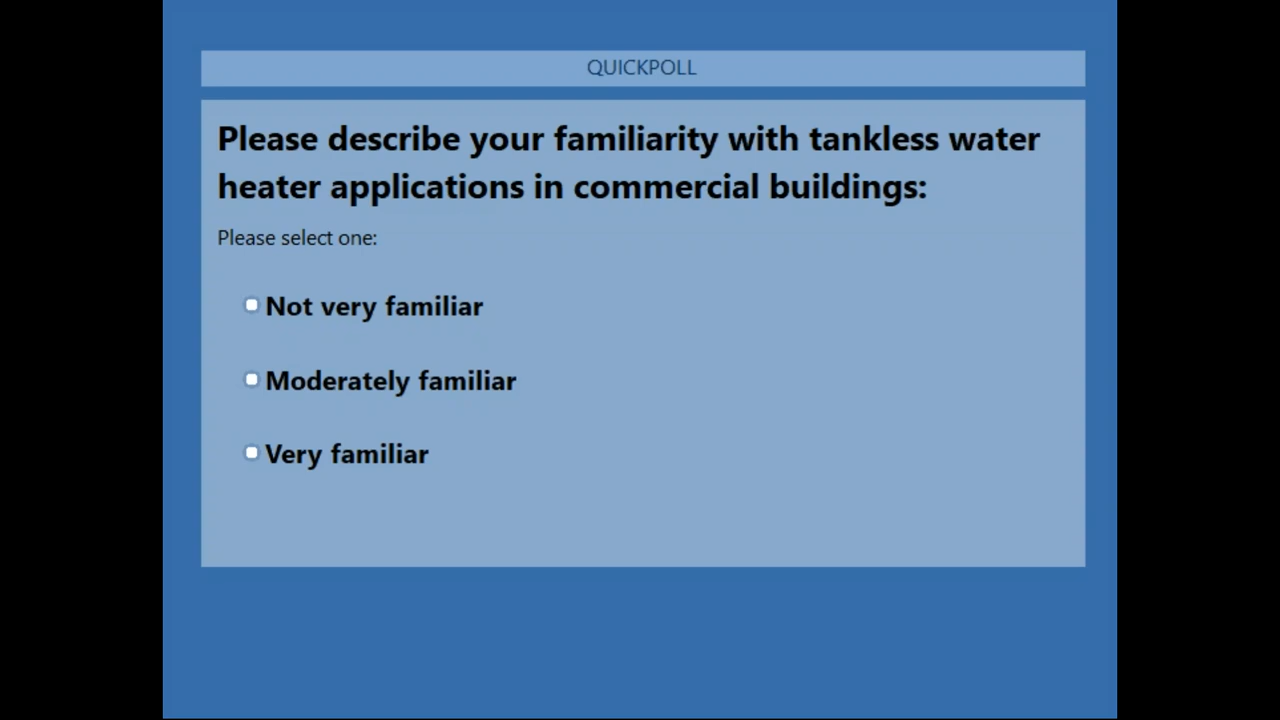 QUICKPOLL
Please describe your familiarity with tankless water
heater applications in commercial buildings:
Please select one:
Not very familiar
Moderately familiar
Very familiar